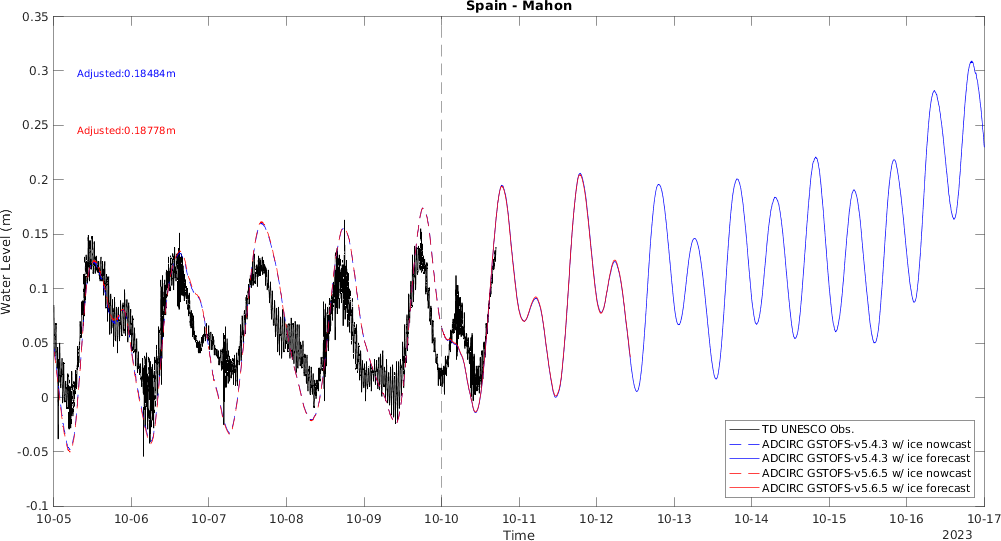 Spain - Mahon
0.35
0.3
0.25
0.2
0.15
0.1
0.05
0
-0.05
-0.1
Water Level (m)
Adjusted:0.18484m
Adjusted:0.18778m
TD UNESCO Obs.
ADCIRC GSTOFS-v5.4.3 w/ ice nowcast
ADCIRC GSTOFS-v5.4.3 w/ ice forecast
ADCIRC GSTOFS-v5.6.5 w/ ice nowcast
ADCIRC GSTOFS-v5.6.5 w/ ice forecast
10-05 10-06 10-07 10-08 10-09 10-10 10-11 10-12 10-13 10-14 10-15 10-16 10-17
Time
2023